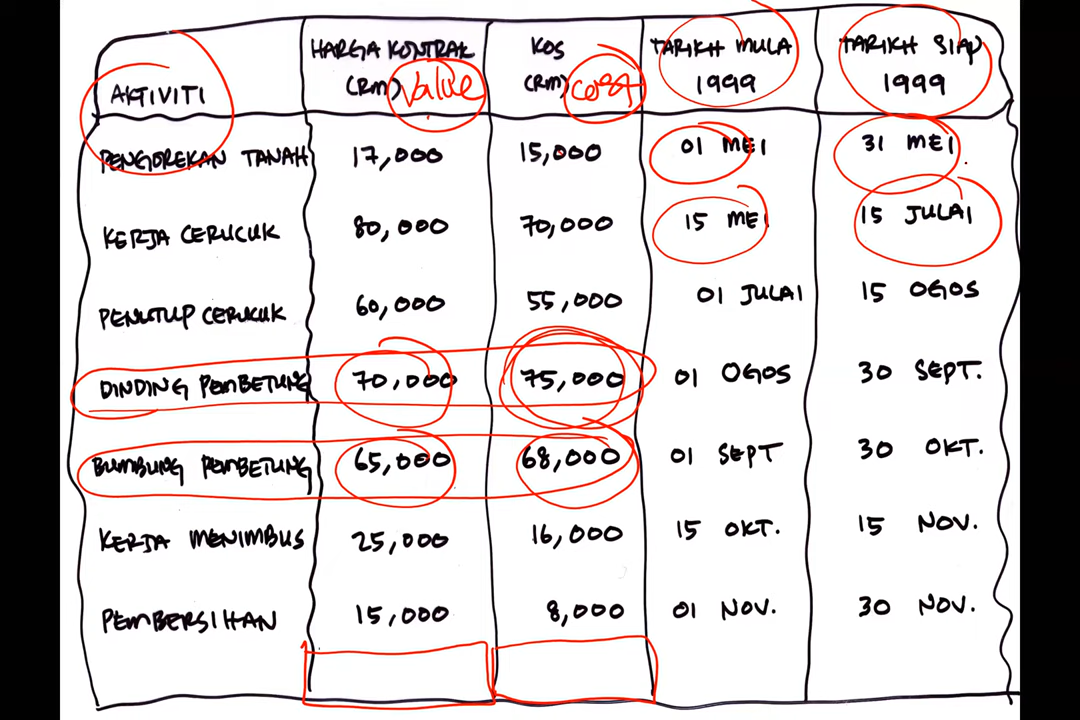 AKTIVITI
HARGA KONTRAK
(RM) Value
KOS
(RM) cost
TARIKH MULA
1999
TARIKH SIAP
1999
PENGOREKAN TANAH 17,000 15,000 01 MEI 31 MEI
KERJA CERUCUK 80,000 70,000 15 MEI 15 JULAI
PENUTUP CERUCUK 60,000 55,000 01 JULAI 15 OGOS
DINDING PEMBETUNG 70,000 75,000 01 OGOS 30 SEPT.
BUMBUNG PEMBETUNG 65,000 68,000 01 SEPT 30 OKT.
KERJA MENIMBUS 25,000 16,000 15 OKT. 15 NOV.
PEMBERSIHAN 15,000 8,000 01 NOV. 30 NOV.